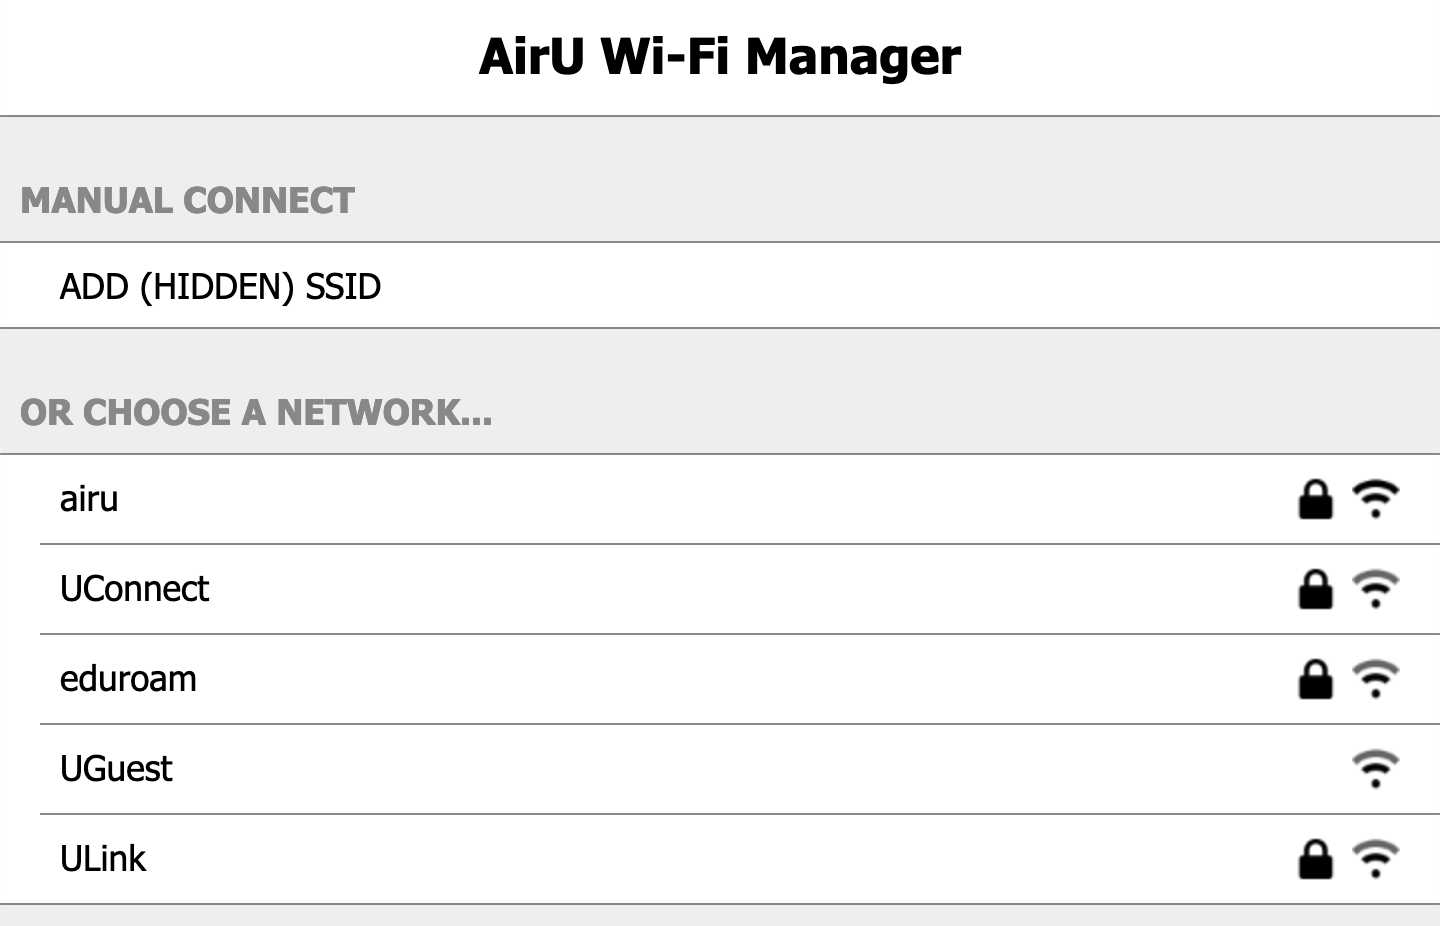 AirU Wi-Fi Manager
MANUAL CONNECT
ADD (HIDDEN) SSID
OR CHOOSE A NETWORK...
airu
UConnect
eduroam
UGuest
ULink